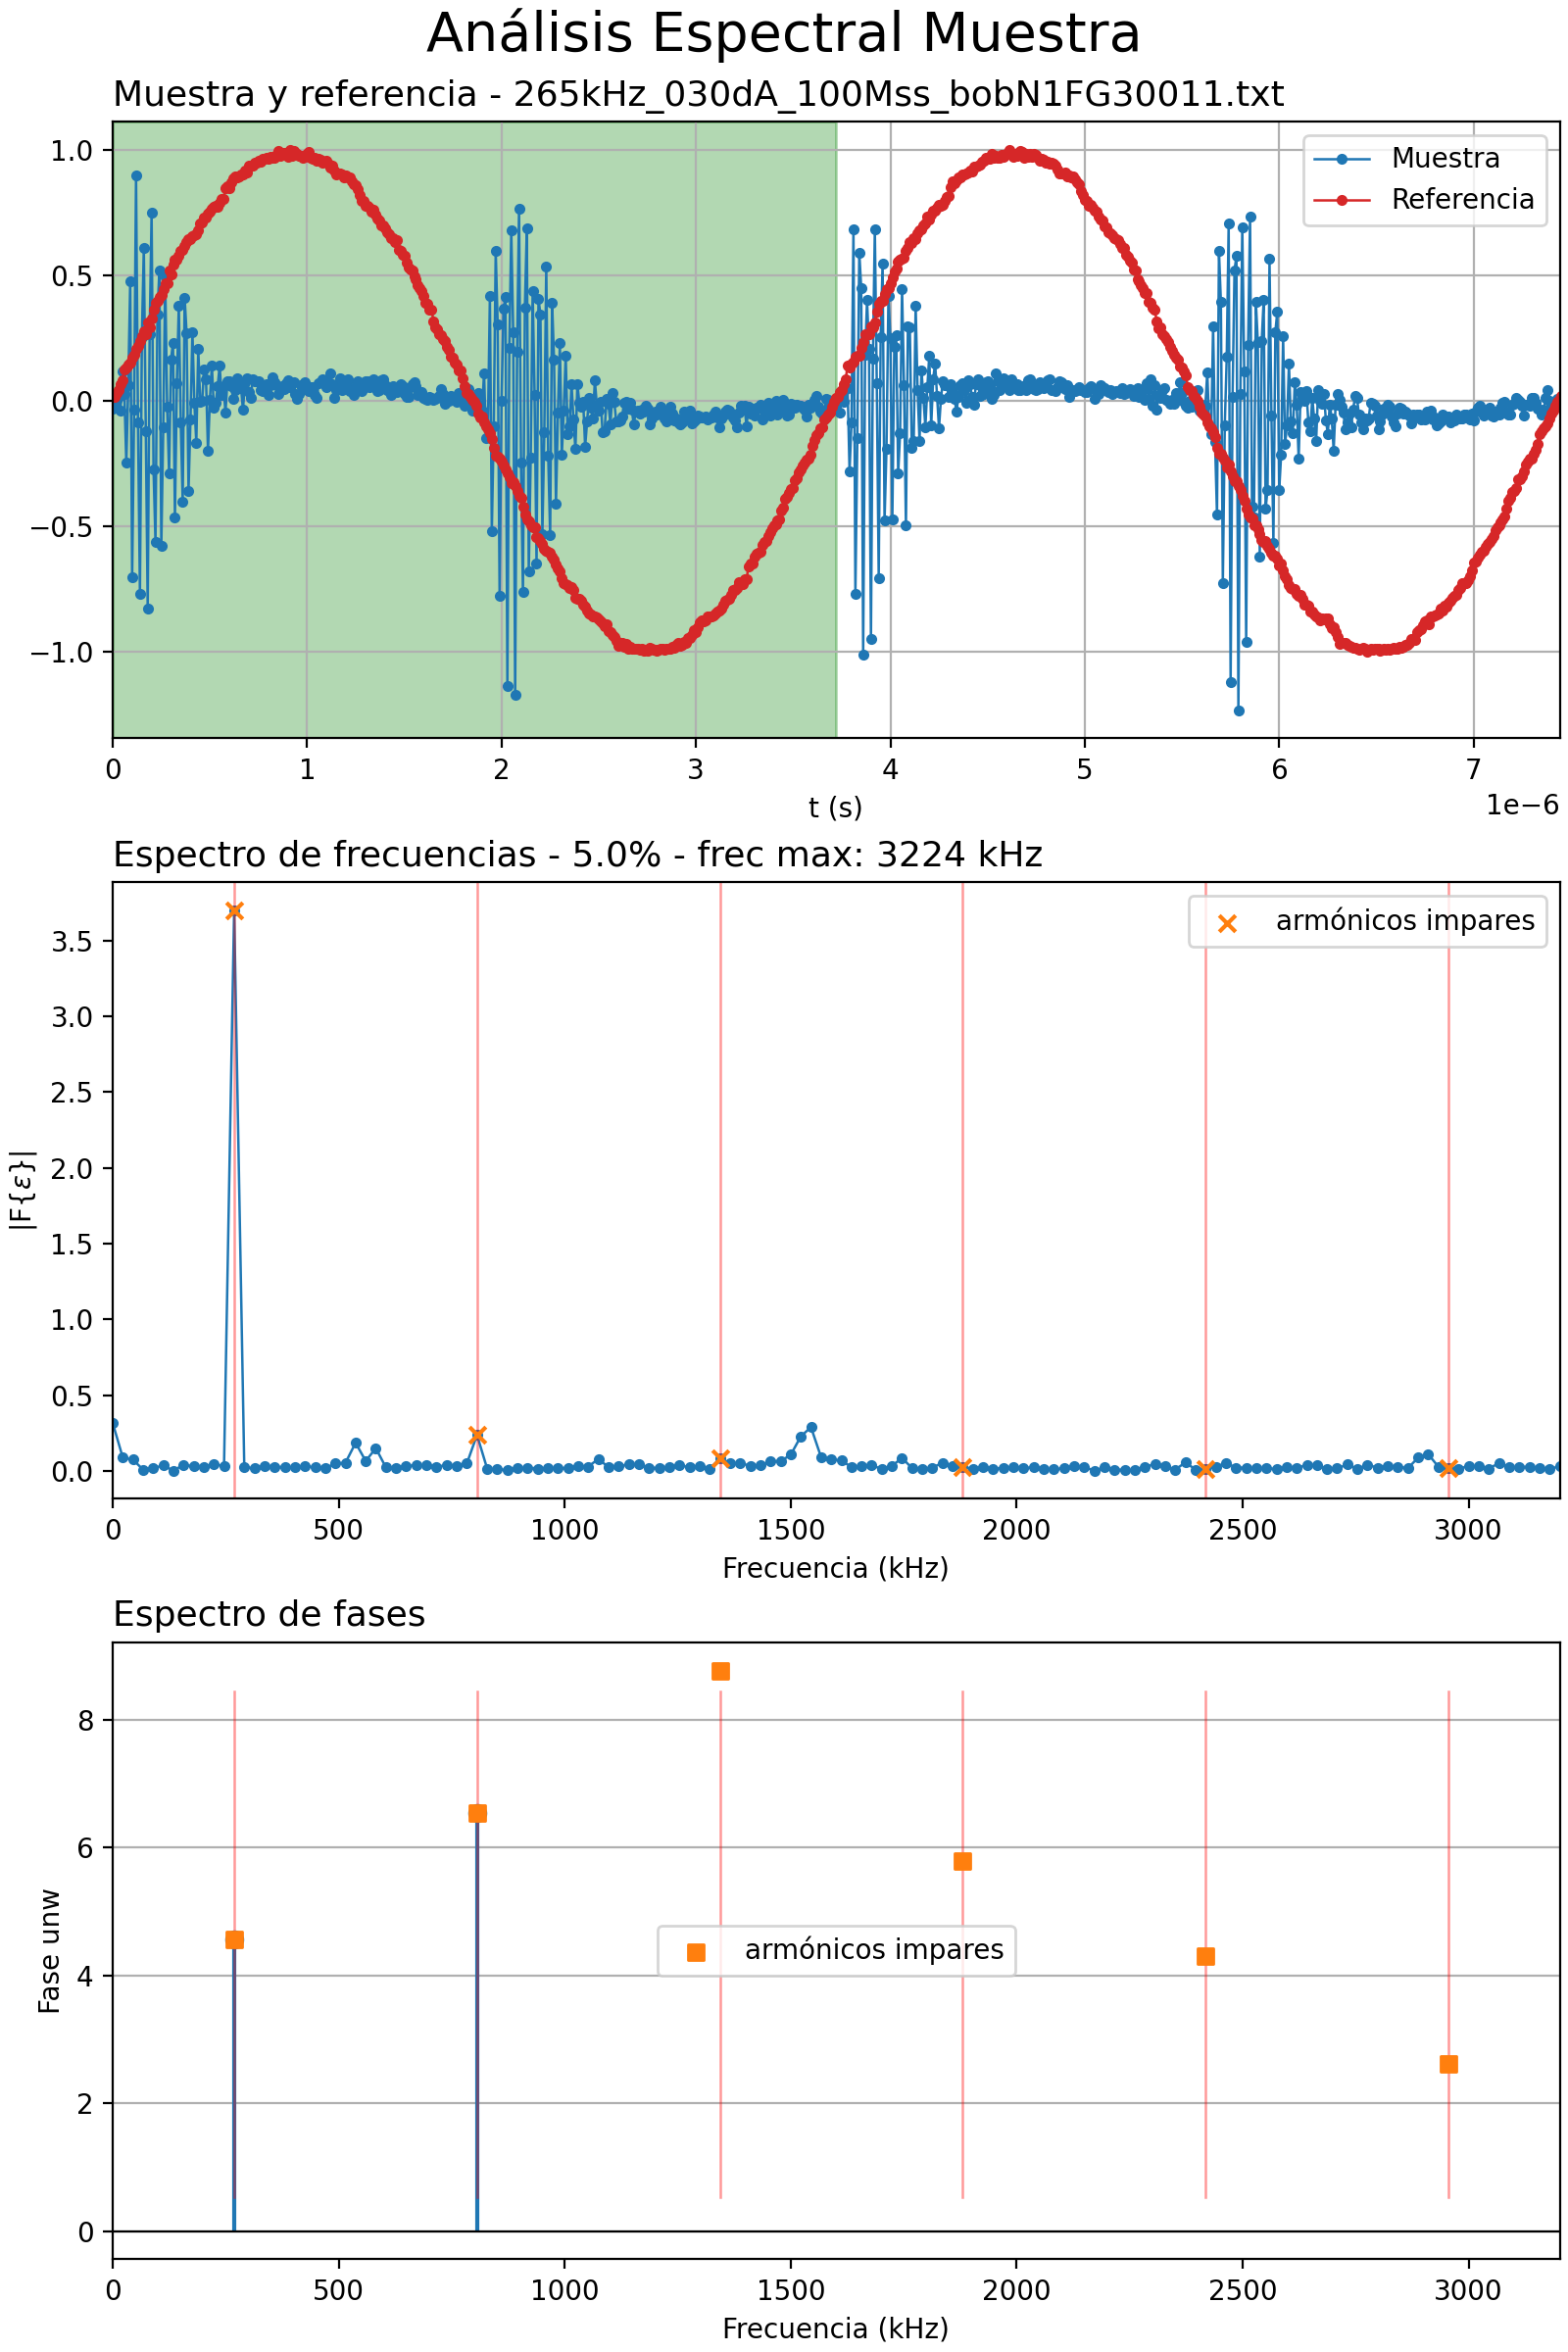 Análisis Espectral Muestra
Muestra y referencia - 265kHz_030dA_100Mss_bobN1FG30011.txt
1.0
0.5
0.0
−0.5
−1.0
Muestra
Referencia
0 1 2 3 4 5 6 7
1e−6
t (s)
Espectro de frecuencias - 5.0% - frec max: 3224 kHz
armónicos impares
3.5
3.0
2.5
2.0
1.5
1.0
0.5
0.0
|F{ε}|
0 500 1000 1500 2000 2500 3000
Frecuencia (kHz)
Espectro de fases
8
6
4
2
0
Fase unw
armónicos impares
0 500 1000 1500 2000 2500 3000
Frecuencia (kHz)